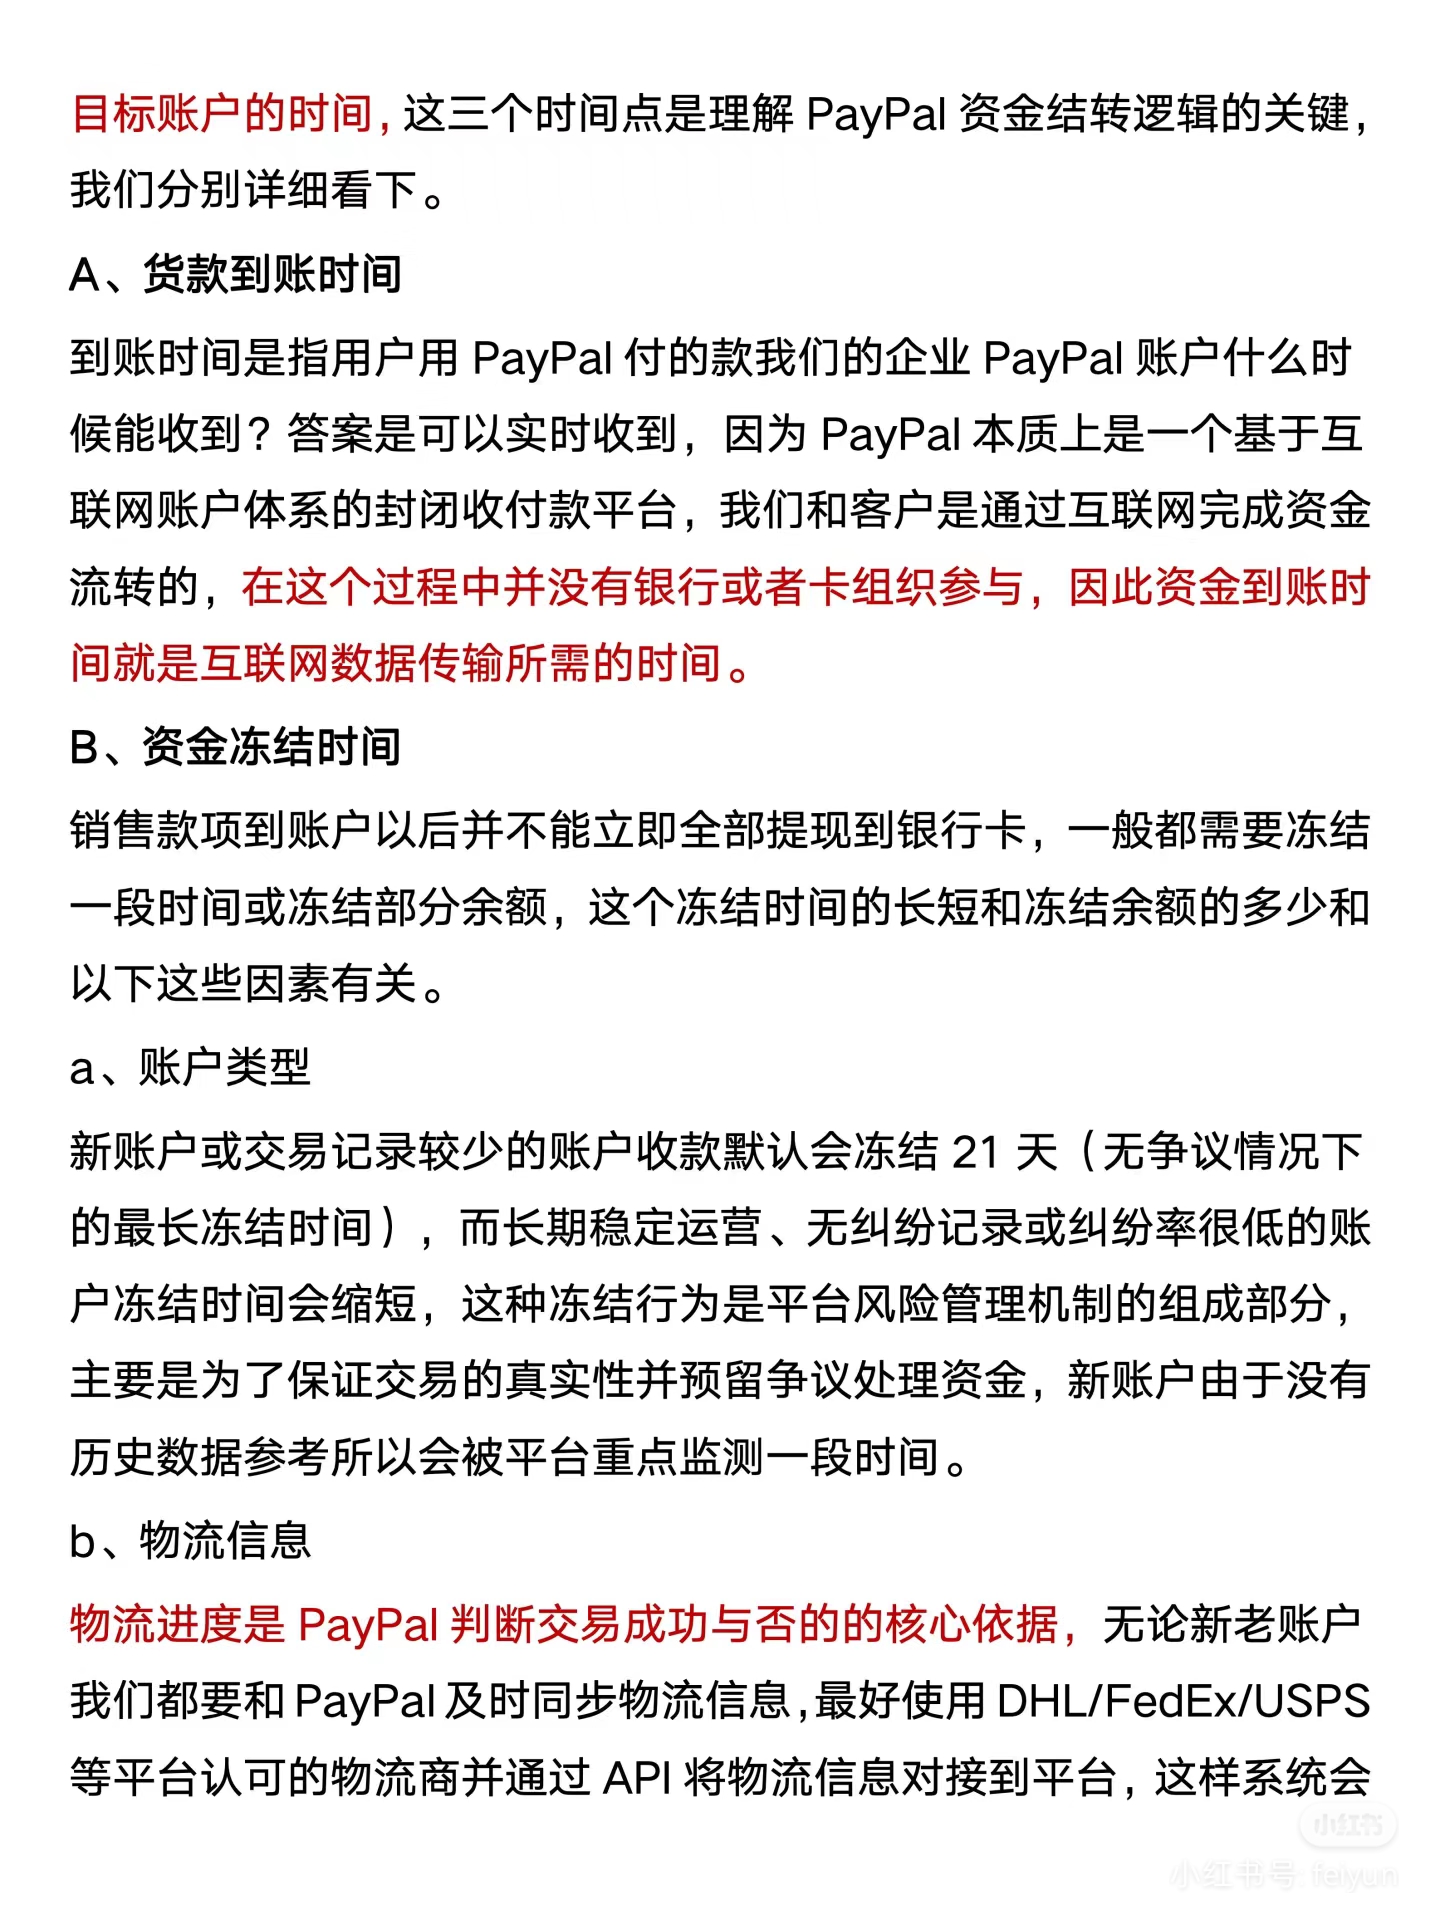 目标账户的时间，这三个时间点是理解 PayPal 资金结转逻辑的关键，
我们分别详细看下。
A、货款到账时间
到账时间是指用户用 PayPal 付的款我们的企业 PayPal 账户什么时
候能收到？答案是可以实时收到，因为 PayPal 本质上是一个基于互
联网账户体系的封闭收付款平台，我们和客户是通过互联网完成资金
流转的，在这个过程中并没有银行或者卡组织参与，因此资金到账时
间就是互联网数据传输所需的时间。
B、资金冻结时间
销售款项到账户以后并不能立即全部提现到银行卡，一般都需要冻结
一段时间或冻结部分余额，这个冻结时间的长短和冻结余额的多少和
以下这些因素有关。
a、账户类型
新账户或交易记录较少的账户收款默认会冻结 21 天（无争议情况下
的最长冻结时间），而长期稳定运营、无纠纷记录或纠纷率很低的账
户冻结时间会缩短，这种冻结行为是平台风险管理机制的组成部分，
主要是为了保证交易的真实性并预留争议处理资金，新账户由于没有
历史数据参考所以会被平台重点监测一段时间。
b、物流信息
物流进度是 PayPal 判断交易成功与否的的核心依据，无论新老账户
我们都要和 PayPal 及时同步物流信息，最好使用 DHL/FedEx/USPS
等平台认可的物流商并通过 API 将物流信息对接到平台，这样系统会
小红书
小红书号: feiyun